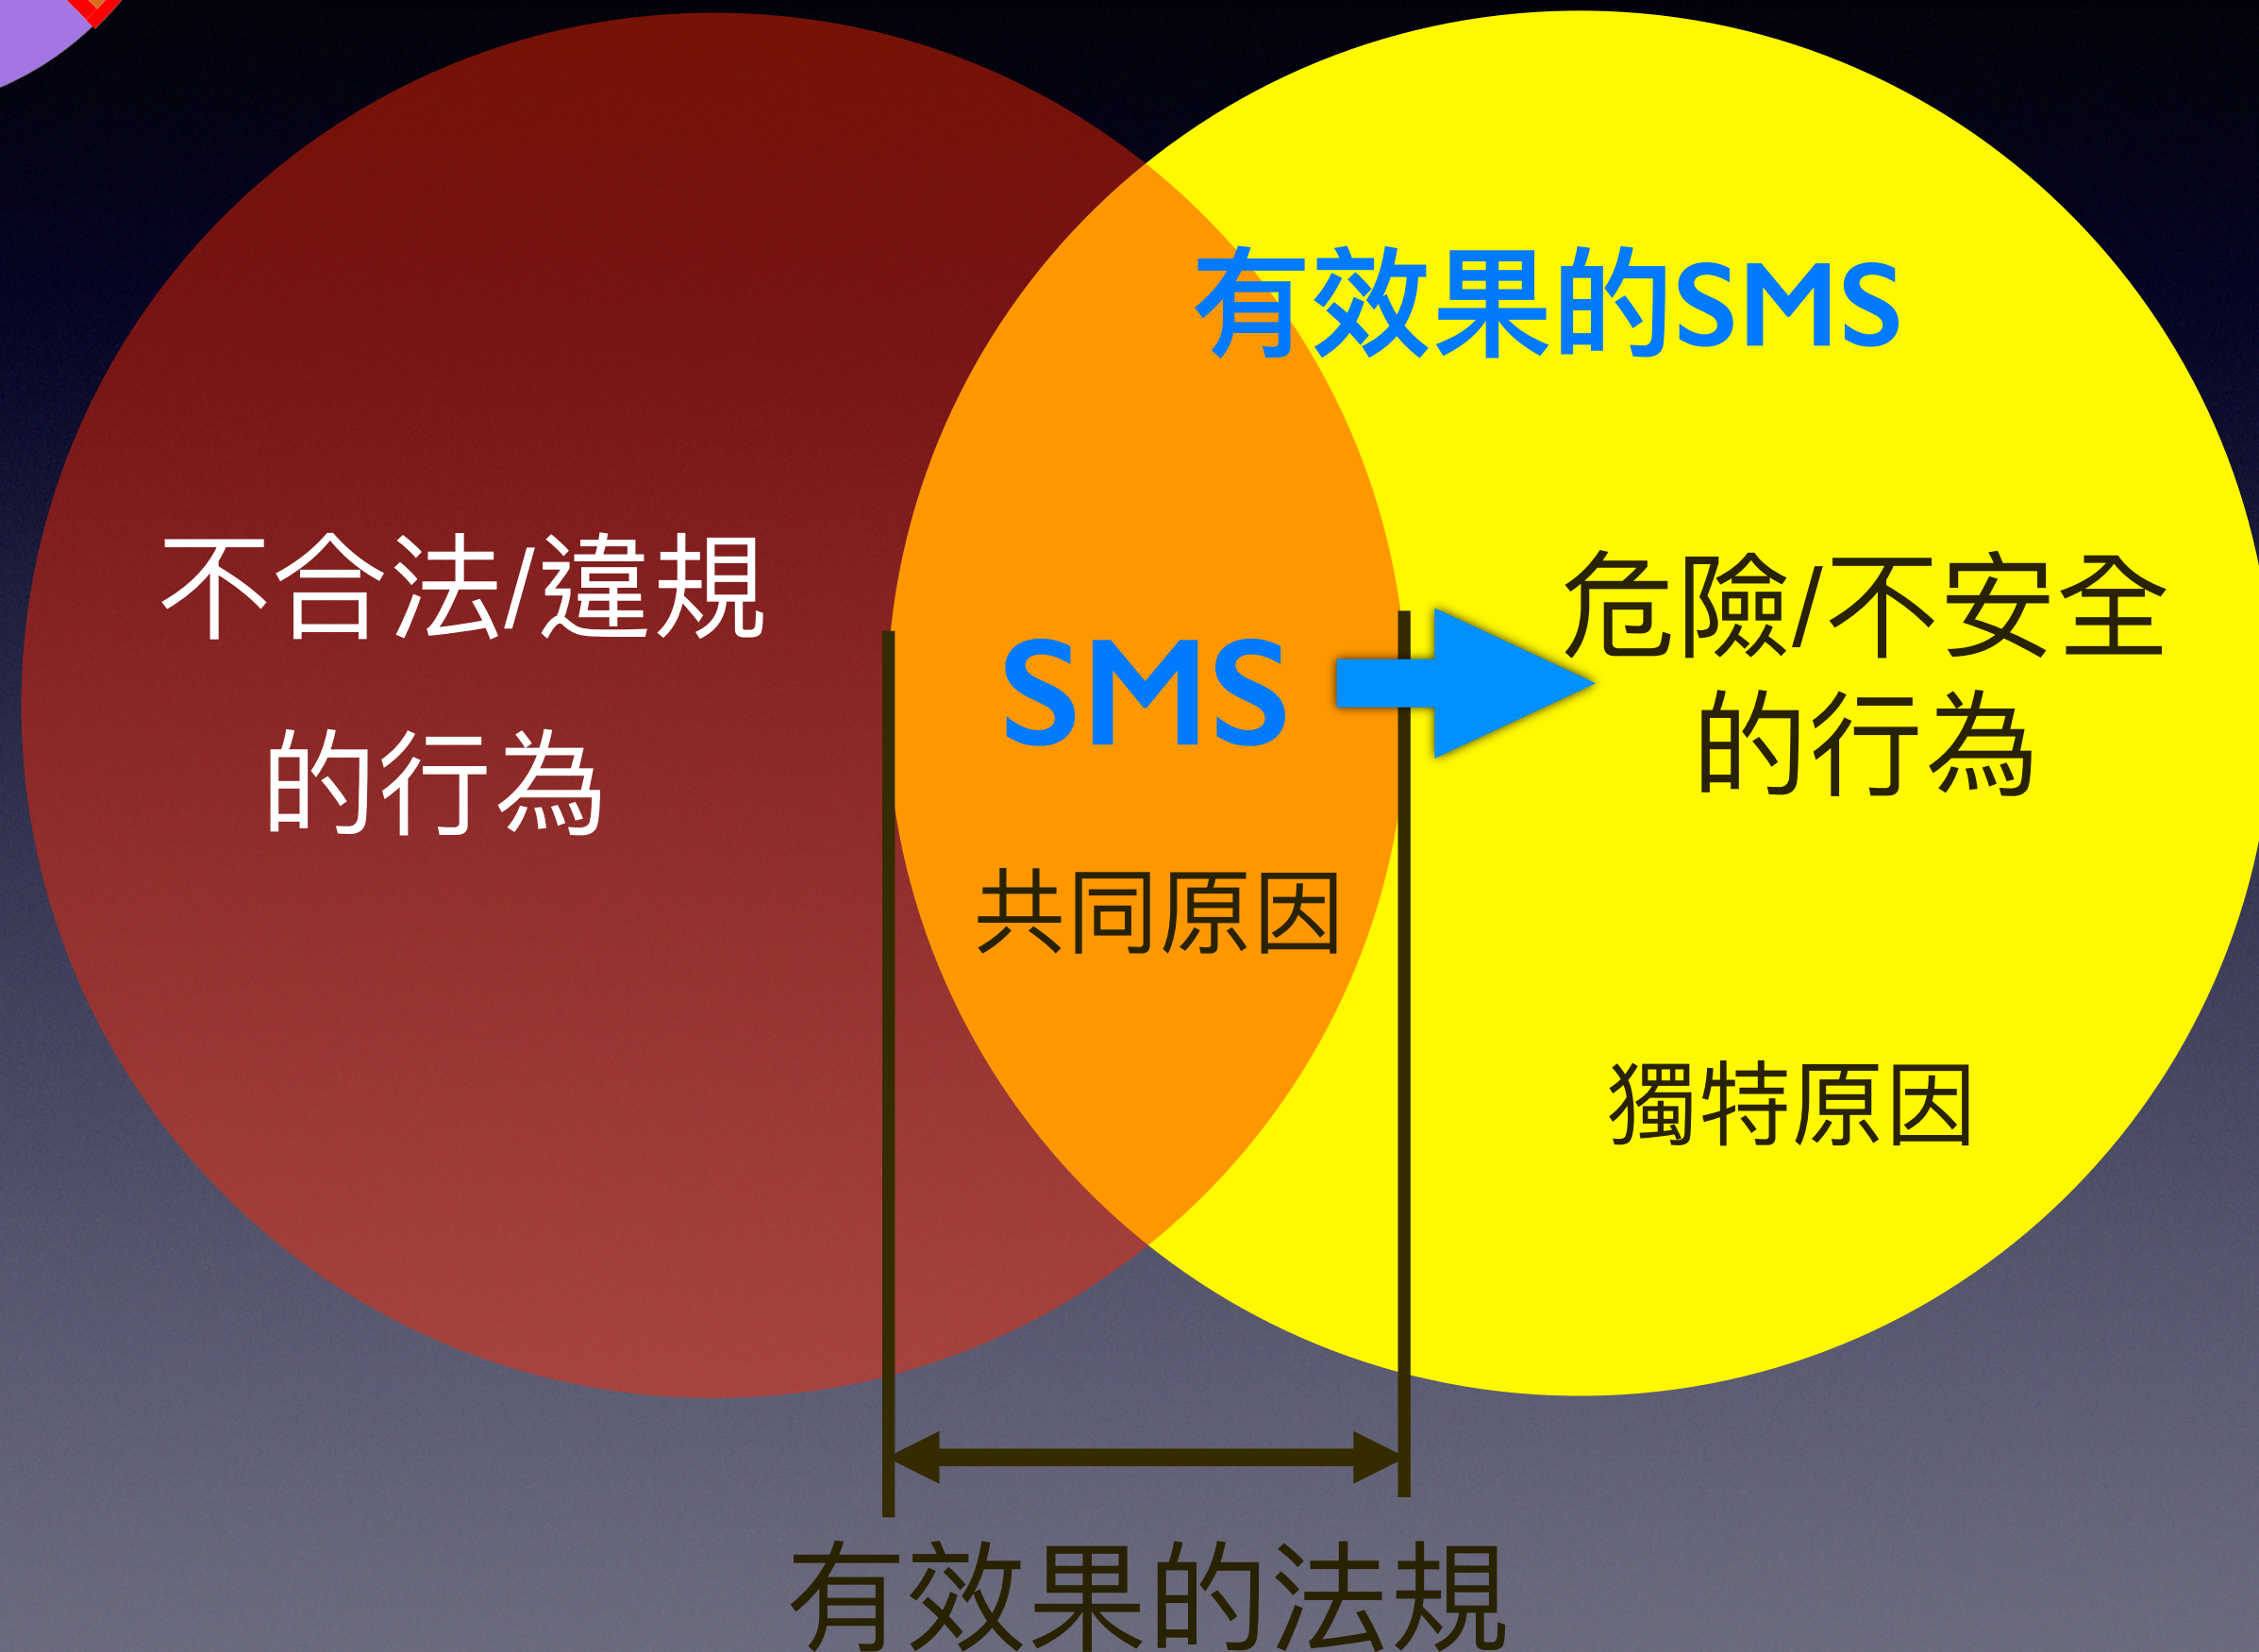 有效果的SMS
不合法/違規
的行為
SMS
共同原因
危險/不安全
的行為
獨特原因
有效果的法規